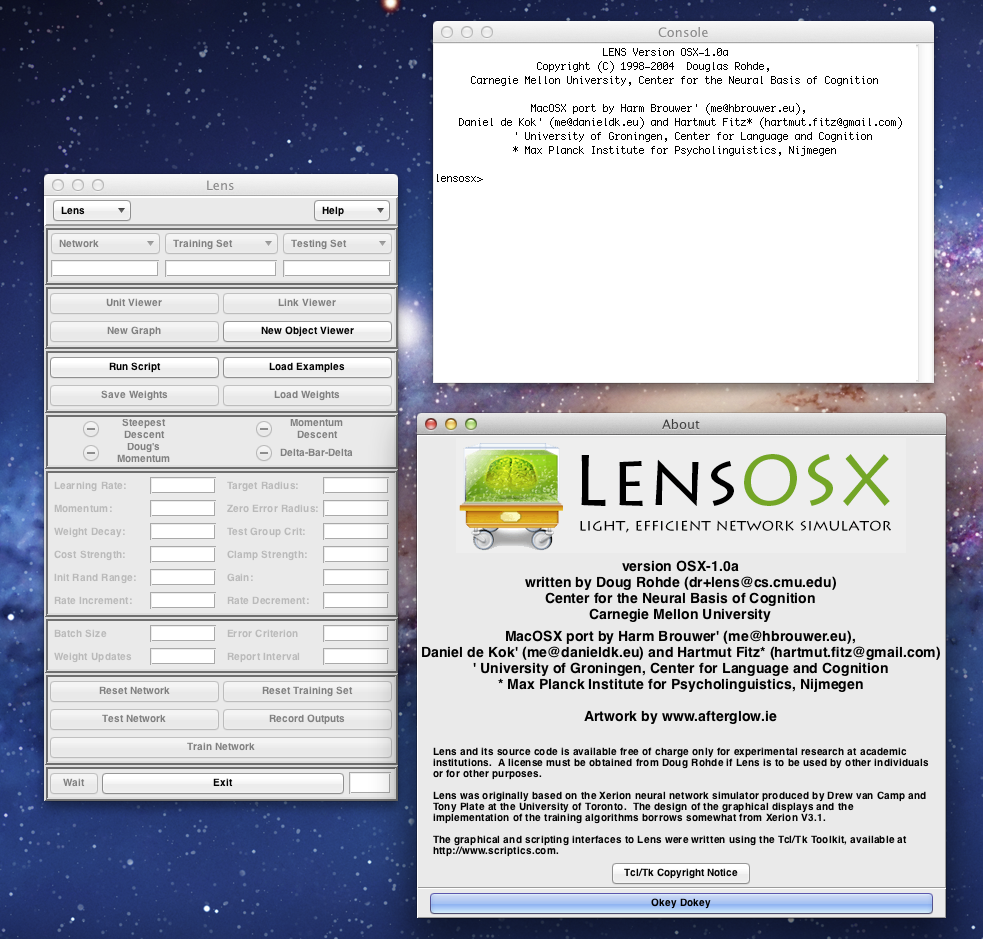 Console
LENS Version OSX-1.0a
Copyright (C) 1998-2004 Douglas Rohde,
Carnegie Mellon University, Center for the Neural Basis of Cognition
MacOSX port by Harm Brouwer' (me@hbrouwer.eu),
Daniel de Kok' (me@danieldk.eu) and Hartmut Fitz* (hartmut.fitz@gmail.com)
' University of Groningen, Center for Language and Cognition
* Max Planck Institute for Psycholinguistics, Nijmegen
lensosx>
Lens
Lens Help
Network Training Set Testing Set
Unit Viewer Link Viewer
New Graph New Object Viewer
Run Script Load Examples
Save Weights Load Weights
Steepest Descent Momentum Descent
Doug's Momentum Delta-Bar-Delta
Learning Rate: Target Radius:
Momentum: Zero Error Radius:
Weight Decay: Test Group Crit:
Cost Strength: Clamp Strength:
Init Rand Range: Gain:
Rate Increment: Rate Decrement:
Batch Size Error Criterion
Weight Updates Report Interval
Reset Network Reset Training Set
Test Network Record Outputs
Train Network
Wait Exit
About
LENSOSX
LIGHT, EFFICIENT NETWORK SIMULATOR
version OSX-1.0a
written by Doug Rohde (dr+lens@cs.cmu.edu)
Center for the Neural Basis of Cognition
Carnegie Mellon University
MacOSX port by Harm Brouwer' (me@hbrouwer.eu),
Daniel de Kok' (me@danieldk.eu) and Hartmut Fitz* (hartmut.fitz@gmail.com)
' University of Groningen, Center for Language and Cognition
* Max Planck Institute for Psycholinguistics, Nijmegen
Artwork by www.afterglow.ie
Lens and its source code is available free of charge only for experimental research at academic
institutions. A license must be obtained from Doug Rohde if Lens is to be used by other individuals
or for other purposes.
Lens was originally based on the Xerion neural network simulator produced by Drew van Camp and
Tony Plate at the University of Toronto. The design of the graphical displays and the
implementation of the training algorithms borrows somewhat from Xerion V3.1.
The graphical and scripting interfaces to Lens were written using the Tcl/Tk Toolkit, available at
http://www.scriptics.com.
Tcl/Tk Copyright Notice
Okey Dokey